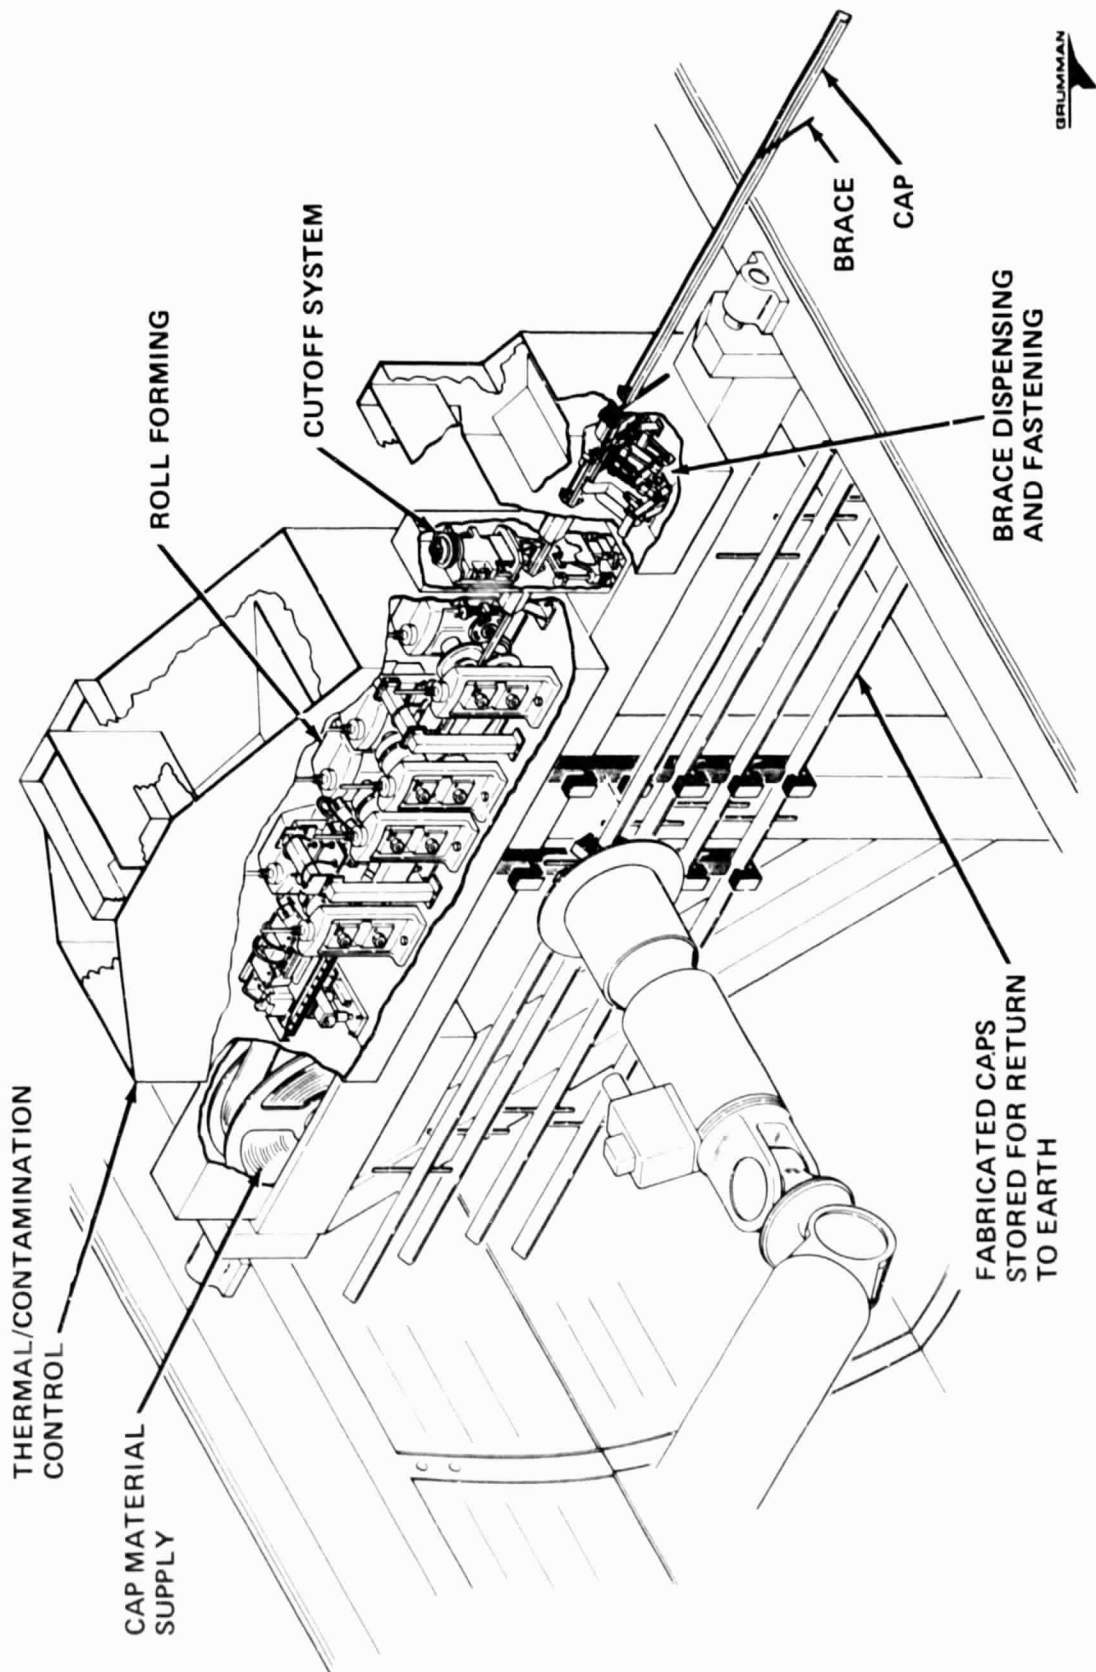 THERMAL/CONTAMINATION
CONTROL
CAP MATERIAL
SUPPLY
ROLL FORMING
CUTOFF SYSTEM
BRACE
CAP
BRACE DISPENSING
AND FASTENING
FABRICATED CAPS
STORED FOR RETURN
TO EARTH
GRUMMAN